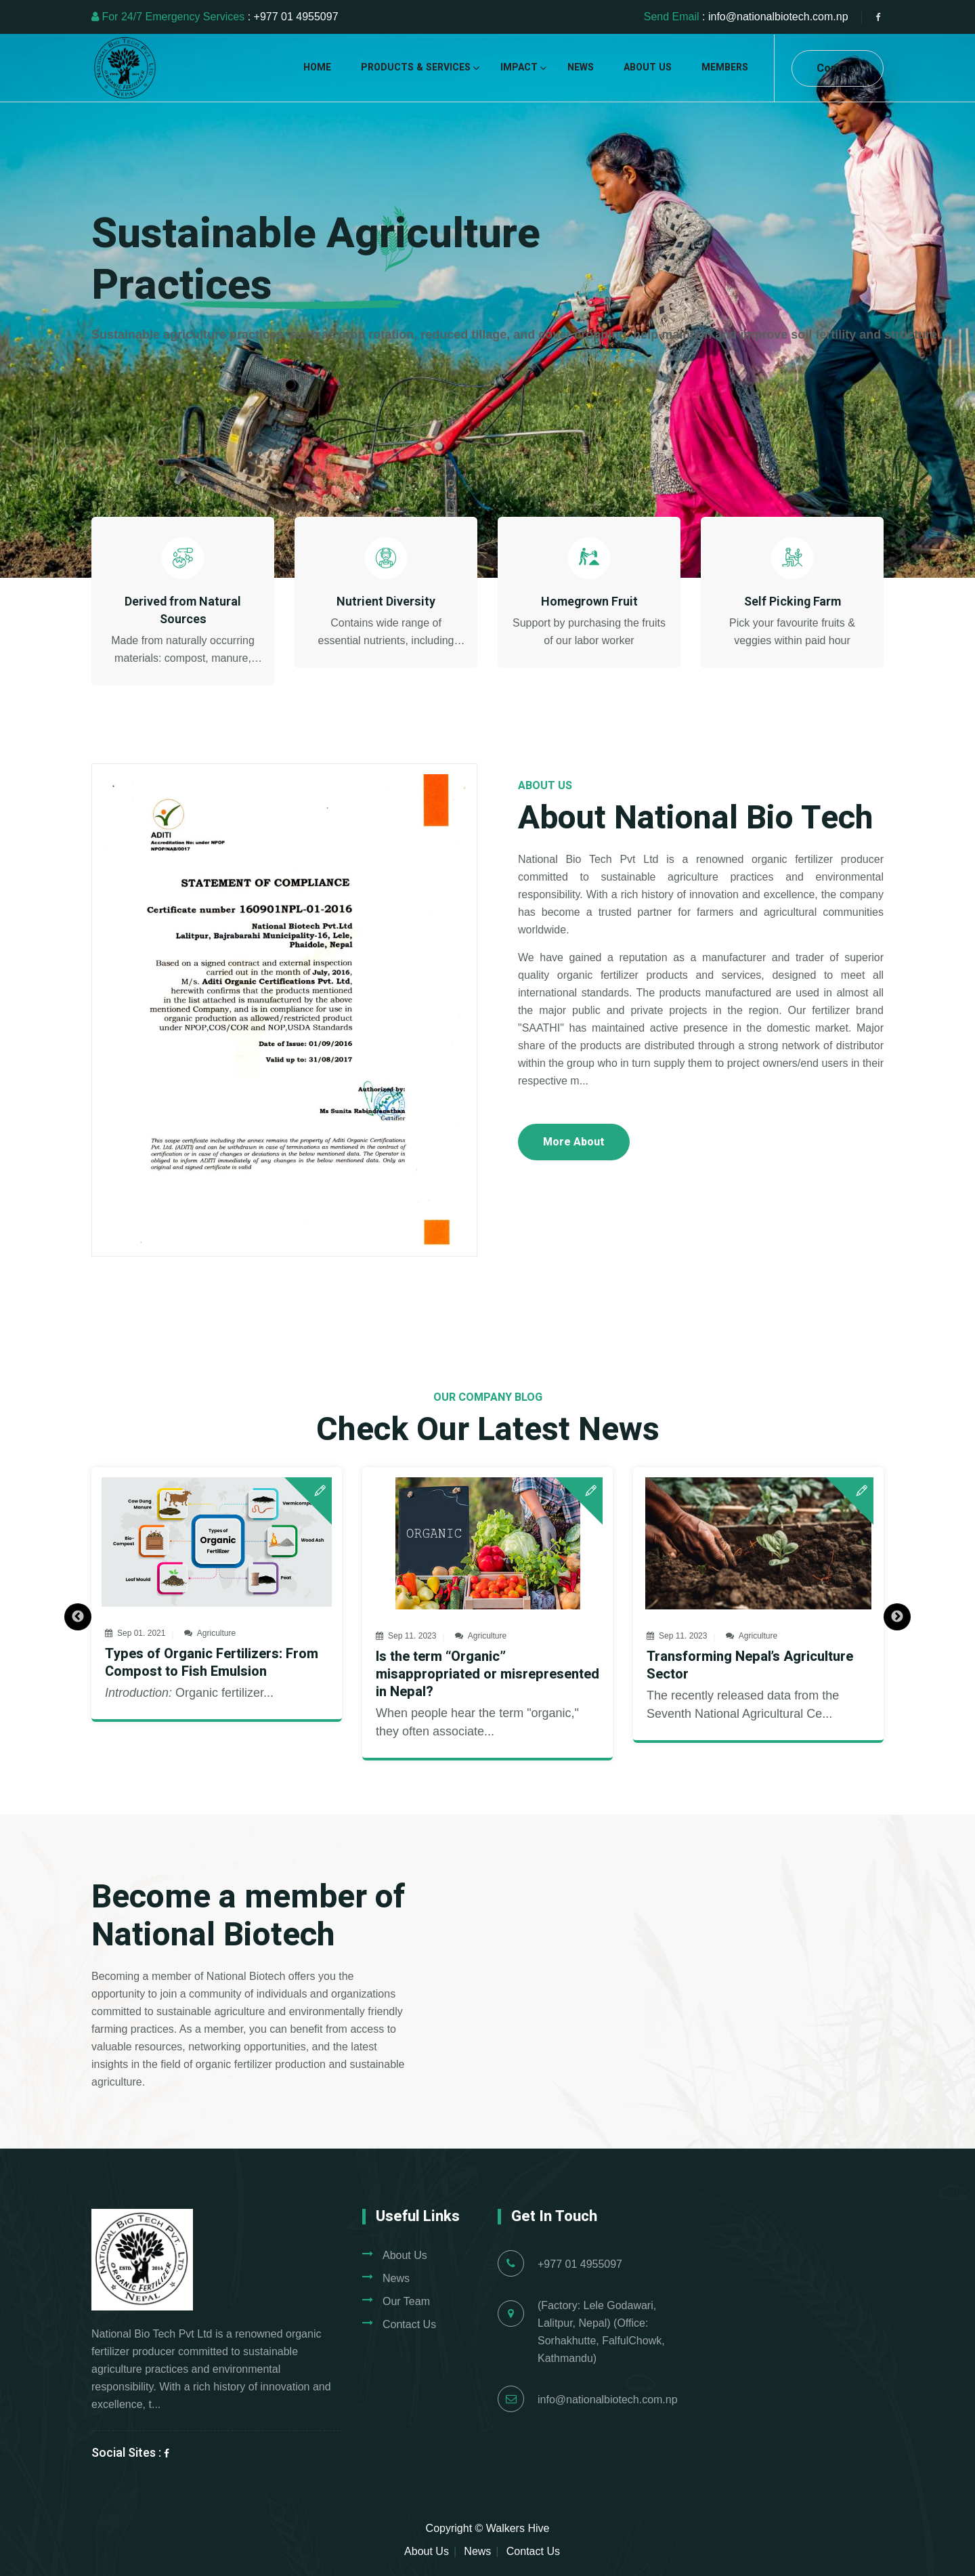 For 24/7 Emergency Services : +977 01 4955097
Send Email : info@nationalbiotech.com.np
NATIONAL BIO TECH PVT. LTD.
ORGANIC FERTILIZER
NEPAL
HOME PRODUCTS & SERVICES IMPACT NEWS ABOUT US MEMBERS
Sustainable Agriculture
Practices
Sustainable agriculture practices, rotation, reduced tillage, and improve soil fertility and
Derived from Natural
Sources
Made from naturally occurring
materials: compost, manure,…
Nutrient Diversity
Contains wide range of
essential nutrients, including…
Homegrown Fruit
Support by purchasing the fruits
of our labor worker
Self Picking Farm
Pick your favourite fruits &
veggies within paid hour
ADITI
Accreditation No: under NPOP
NPOP/NAB/0017
STATEMENT OF COMPLIANCE
Certificate number 160901NPL-01-2016
National Biotech Pvt.Ltd
Lalitpur, Bajrabarahi Municipality-16, Lele,
Phaidole, Nepal
Based on a signed contract and external inspection
carried out in the month of July, 2016,
M/s. Aditi Organic Certifications Pvt. Ltd,
herewith confirms that the products mentioned
in the list attached is manufactured by the above
mentioned Company, and is in compliance for use in
organic production as allowed/restricted product
under NPOP,COS/COR and NOP,USDA Standards
Date of Issue: 01/09/2016
Valid up to: 31/08/2017
Authorized by:
Ms Sunita Rabindranathan
Certifier
This scope certificate including the annex remains the property of Aditi Organic Certifications
Pvt. Ltd. (ADITI) and can be withdrawn in case of terminations as mentioned in the contract of
certification or in case of changes or deviations in the below mentioned data. The Operator is
obliged to inform ADITI immediately of any changes in the below mentioned data. Only an
original and signed certificate is valid
ABOUT US
About National Bio Tech
National Bio Tech Pvt Ltd is a renowned organic fertilizer producer
committed to sustainable agriculture practices and environmental
responsibility. With a rich history of innovation and excellence, the company
has become a trusted partner for farmers and agricultural communities
worldwide.
We have gained a reputation as a manufacturer and trader of superior
quality organic fertilizer products and services, designed to meet all
international standards. The products manufactured are used in almost all
the major public and private projects in the region. Our fertilizer brand
"SAATHI" has maintained active presence in the domestic market. Major
share of the products are distributed through a strong network of distributor
within the group who in turn supply them to project owners/end users in their
respective m...
More About
OUR COMPANY BLOG
Check Our Latest News
Cow Dung
Manure
Bio-
Compost
Leaf Mould
Types of
Organic
Fertilizer
Vermicompo
Wood Ash
Peat
Sep 01. 2021 Agriculture
Types of Organic Fertilizers: From
Compost to Fish Emulsion
Introduction: Organic fertilizer...
ORGANIC
Sep 11. 2023 Agriculture
Is the term “Organic”
misappropriated or misrepresented
in Nepal?
When people hear the term "organic,"
they often associate...
Sep 11. 2023 Agriculture
Transforming Nepal’s Agriculture
Sector
The recently released data from the
Seventh National Agricultural Ce...
Become a member of
National Biotech
Becoming a member of National Biotech offers you the
opportunity to join a community of individuals and organizations
committed to sustainable agriculture and environmentally friendly
farming practices. As a member, you can benefit from access to
valuable resources, networking opportunities, and the latest
insights in the field of organic fertilizer production and sustainable
agriculture.
NATIONAL BIO TECH PVT. LTD.
ESTD. 2014
ORGANIC FERTILIZER
NEPAL
National Bio Tech Pvt Ltd is a renowned organic
fertilizer producer committed to sustainable
agriculture practices and environmental
responsibility. With a rich history of innovation and
excellence, t...
Social Sites :
Useful Links
About Us
News
Our Team
Contact Us
Get In Touch
+977 01 4955097
(Factory: Lele Godawari,
Lalitpur, Nepal) (Office:
Sorhakhutte, FalfulChowk,
Kathmandu)
info@nationalbiotech.com.np
Copyright © Walkers Hive
About Us | News | Contact Us